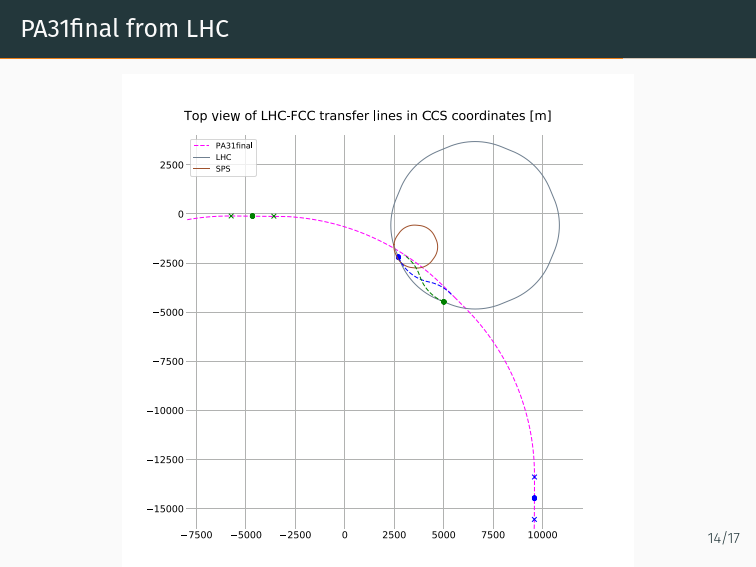 PA31final from LHC
Top view of LHC-FCC transfer lines in CCS coordinates [m]
PA31final
LHC
SPS
2500
0
−2500
−5000
−7500
−10000
−12500
−15000
−7500 −5000 −2500 0 2500 5000 7500 10000
14/17